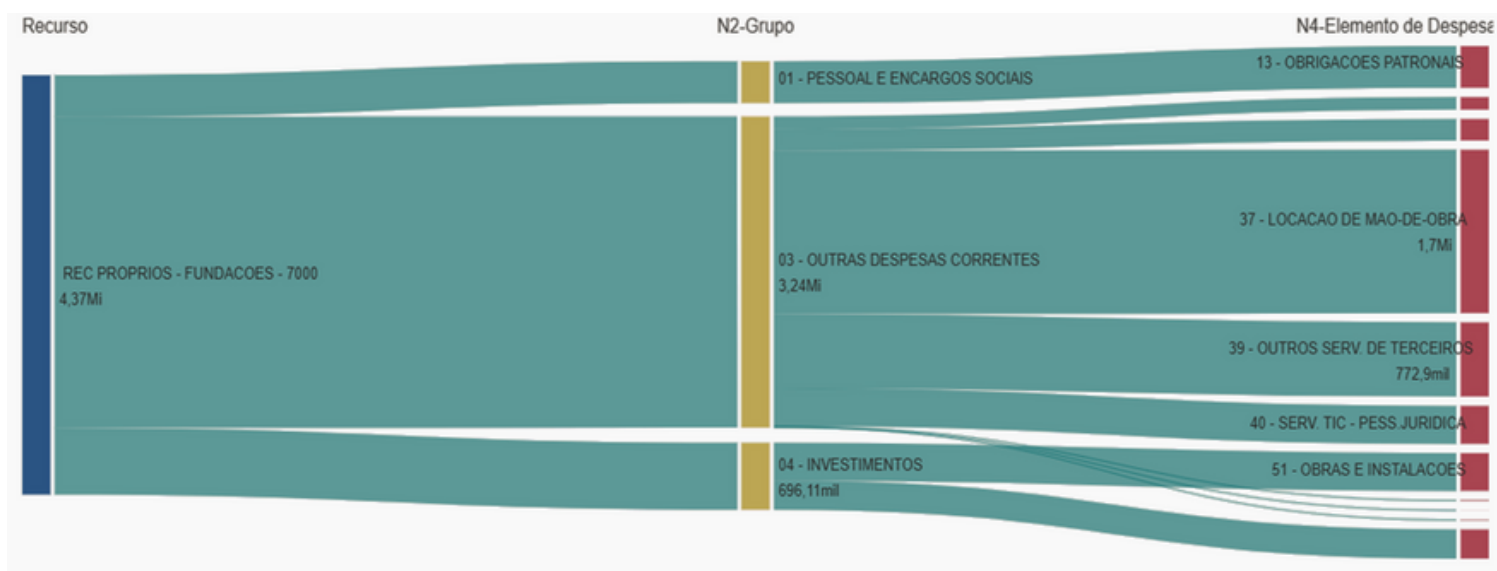 Recurso
N2-Grupo
N4-Elemento de Despesa
13 - OBRIGACOES PATRONAIS
01 - PESSOAL E ENCARGOS SOCIAIS
37 - LOCACAO DE MAO-DE-OBRA
1,7Mi
REC PROPRIOS - FUNDACOES - 7000
4,37Mi
03 - OUTRAS DESPESAS CORRENTES
3,24Mi
39 - OUTROS SERV. DE TERCEIROS
772,9mil
40 - SERV. TIC - PESS.JURIDICA
04 - INVESTIMENTOS
696,11mil
51 - OBRAS E INSTALACOES